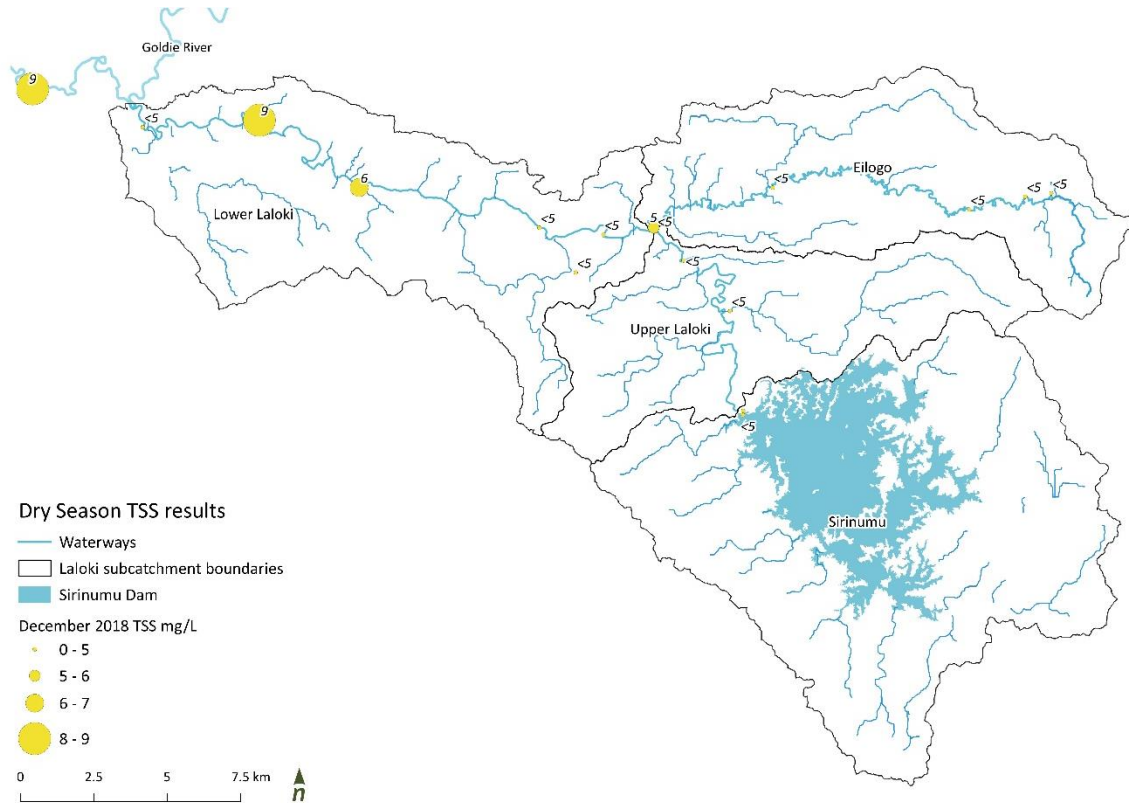 Goldie River
9
<5
9
6
Lower Laloki
<5
<5
<5
5
<5
<5
Eilogo
<5
<5
<5
<5
Upper Laloki
<5
<5
Sirinumu
Dry Season TSS results
Waterways
Laloki subcatchment boundaries
Sirinumu Dam
December 2018 TSS mg/L
0 - 5
5 - 6
6 - 7
8 - 9
0 2.5 5 7.5 km
n